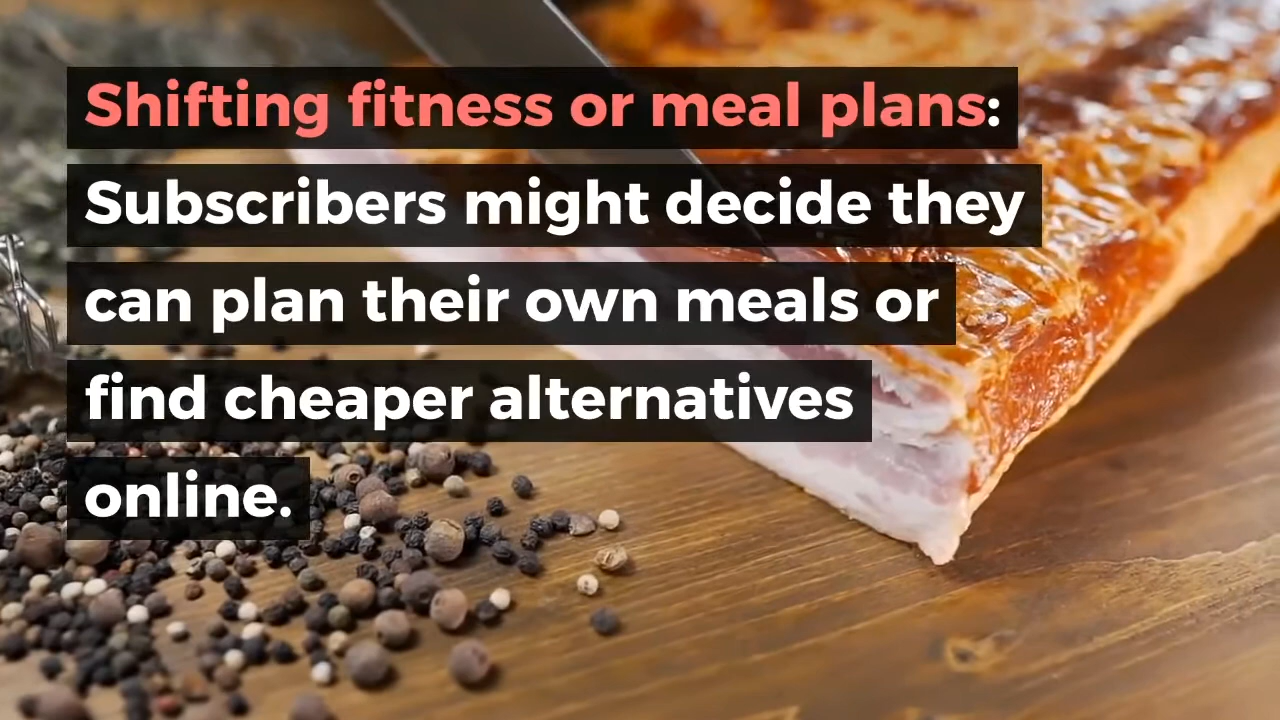 Shifting fitness or meal plans:
Subscribers might decide they
can plan their own meals or
find cheaper alternatives
online.